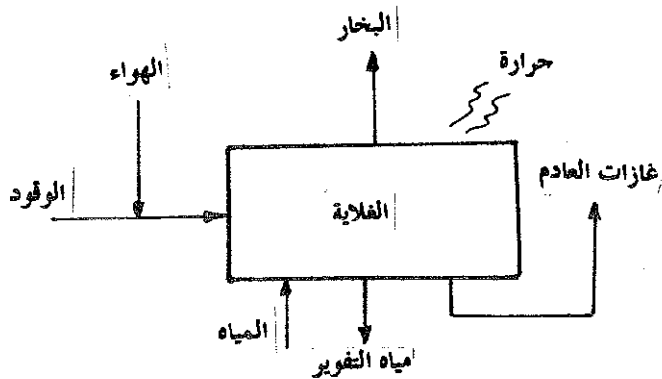 البخار
حرارة
الهواء
غازات العادم
الوقود
الغلاية
المياه
مياه التفوير